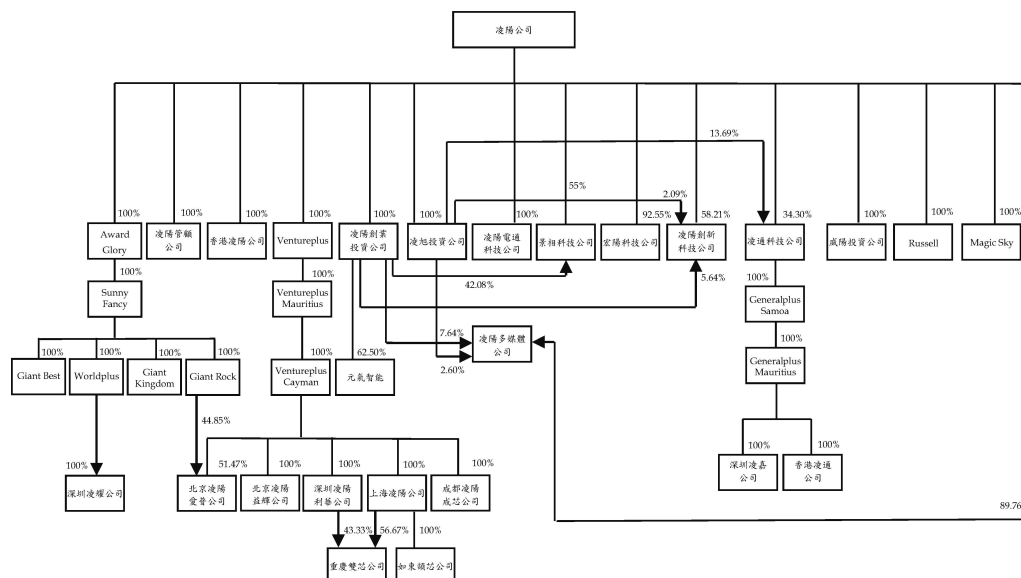 凌陽公司
13.69%
55%
2.09%
100%
100%
100%
100%
100%
100%
100%
92.55%
58.21%
34.30%
100%
100%
100%
Award
Glory
凌陽管顧
公司
香港凌陽公司
Ventureplus
凌陽創業
投資公司
凌旭投資公司
凌陽電通
科技公司
景相科技公司
宏陽科技公司
凌陽創新
科技公司
凌通科技公司
威陽投資公司
Russell
Magic Sky
100%
100%
42.08%
5.64%
100%
Sunny
Fancy
Ventureplus
Mauritius
Generalplus
Samoa
7.64%
凌陽多媒體
公司
2.60%
100%
100%
100%
100%
100%
62.50%
100%
Giant Best
Worldplus
Giant
Kingdom
Giant Rock
Ventureplus
Cayman
元氣智能
Generalplus
Mauritius
44.85%
100%
51.47%
100%
100%
100%
100%
100%
100%
深圳凌耀公司
北京凌陽
愛普公司
北京凌陽
益輝公司
深圳凌陽
利華公司
上海凌陽公司
成都凌陽
成芯公司
深圳凌嘉
公司
香港凌通
公司
89.76
43.33%
56.67%
100%
重慶雙芯公司